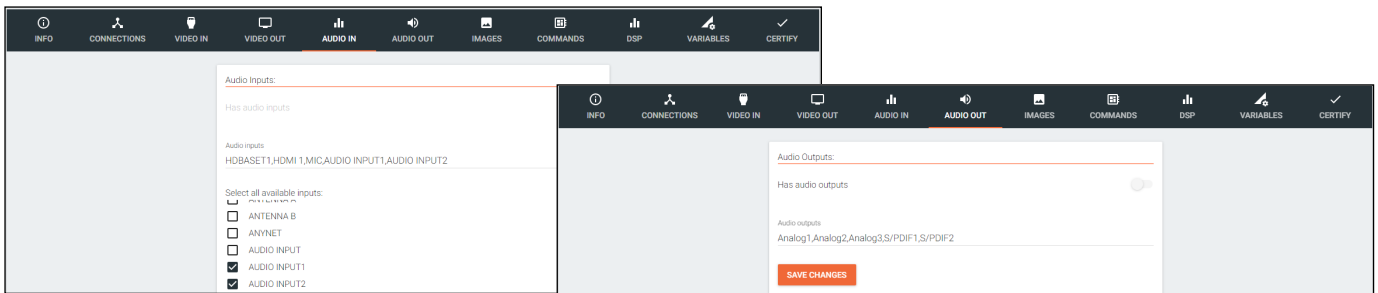 INFO CONNECTIONS VIDEO IN VIDEO OUT AUDIO IN AUDIO OUT IMAGES COMMANDS DSP VARIABLES CERTIFY
Audio Inputs:
Has audio inputs
Audio inputs
HDBASET1,HDMI 1,MIC,AUDIO INPUT1,AUDIO INPUT2
Select all available inputs:
ANTENNA B
ANYNET
AUDIO INPUT
AUDIO INPUT1
AUDIO INPUT2
INFO CONNECTIONS VIDEO IN VIDEO OUT AUDIO IN AUDIO OUT IMAGES COMMANDS DSP VARIABLES CERTIFY
Audio Outputs:
Has audio outputs
Audio outputs
Analog1,Analog2,Analog3,S/PDIF1,S/PDIF2
SAVE CHANGES